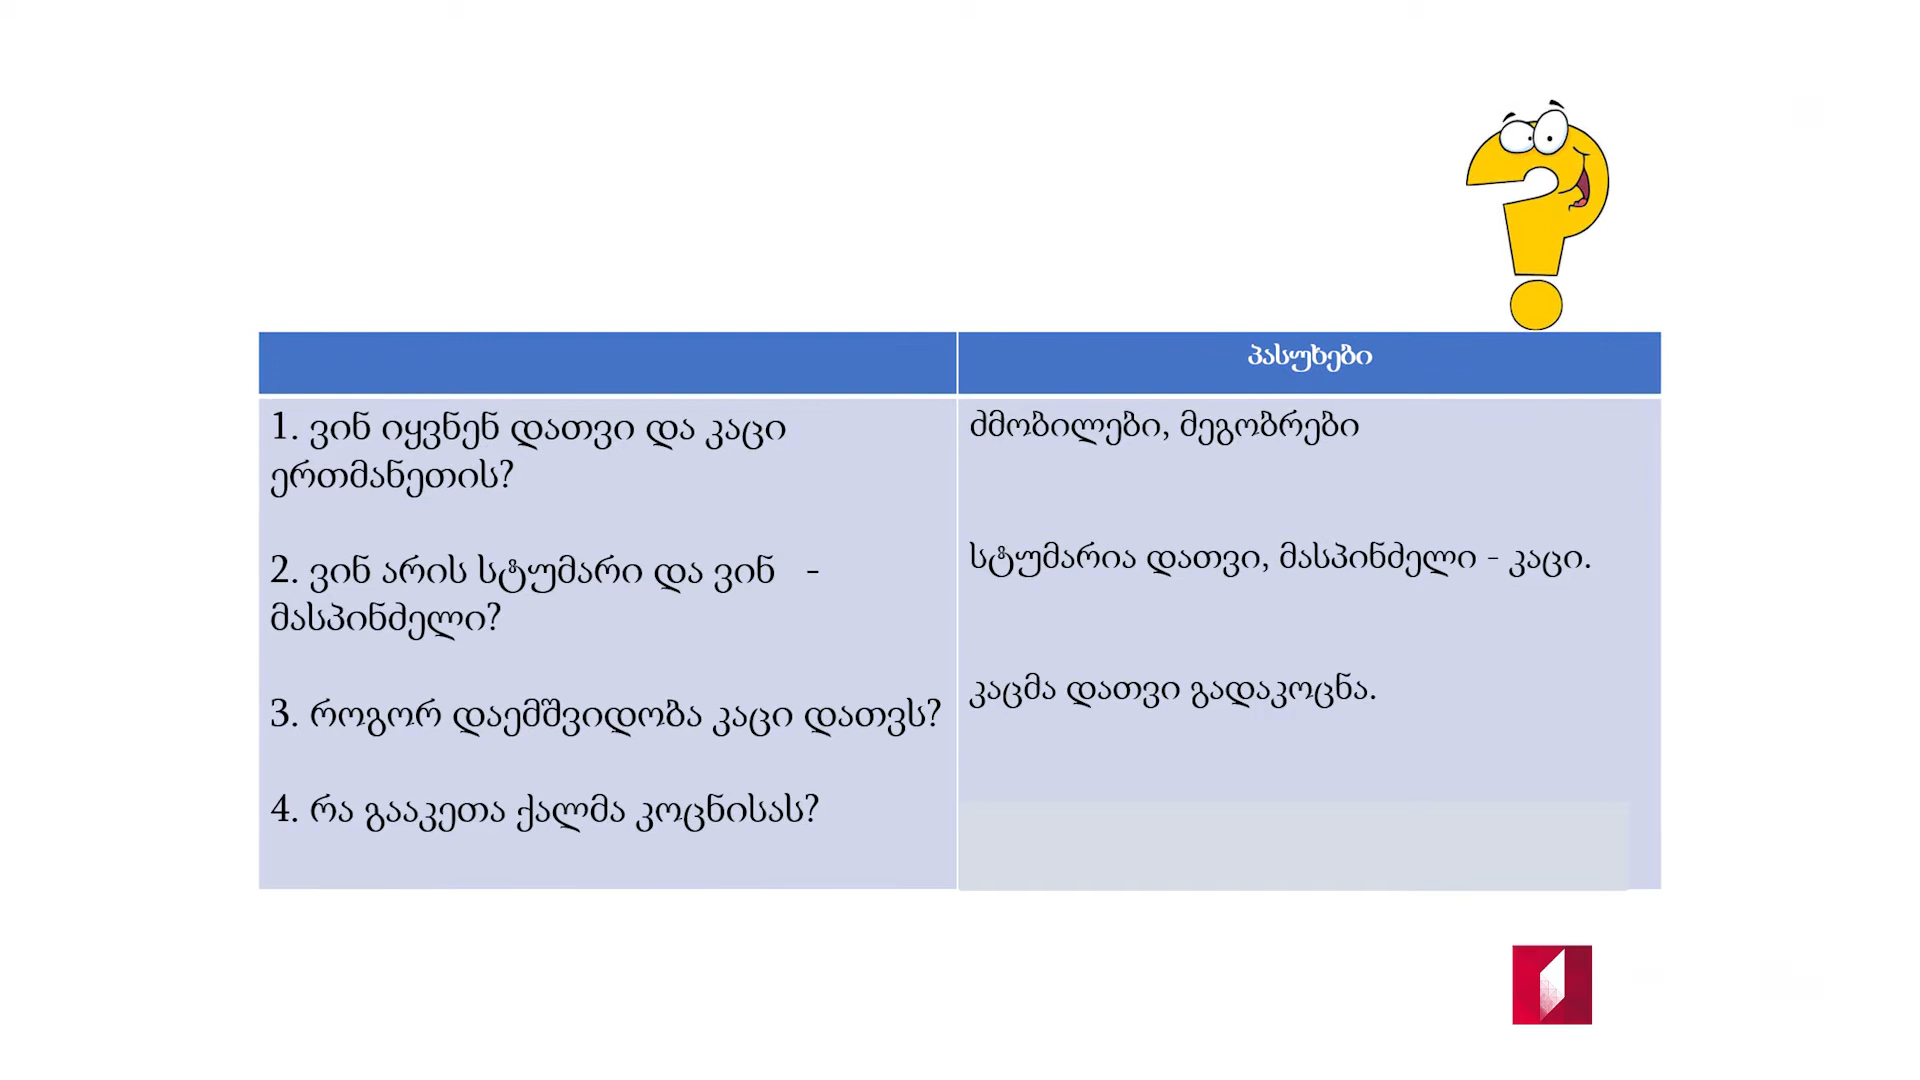 პასუხები
1. ვინ იყვნენ დათვი და კაცი
ერთმანეთის?
2. ვინ არის სტუმარი და ვინ -
მასპინძელი?
3. როგორ დაემშვიდობა კაცი დათვს?
4. რა გააკეთა ქალმა კოცნისას?
ძმობილები, მეგობრები
სტუმარია დათვი, მასპინძელი - კაცი.
კაცმა დათვი გადაკოცნა.